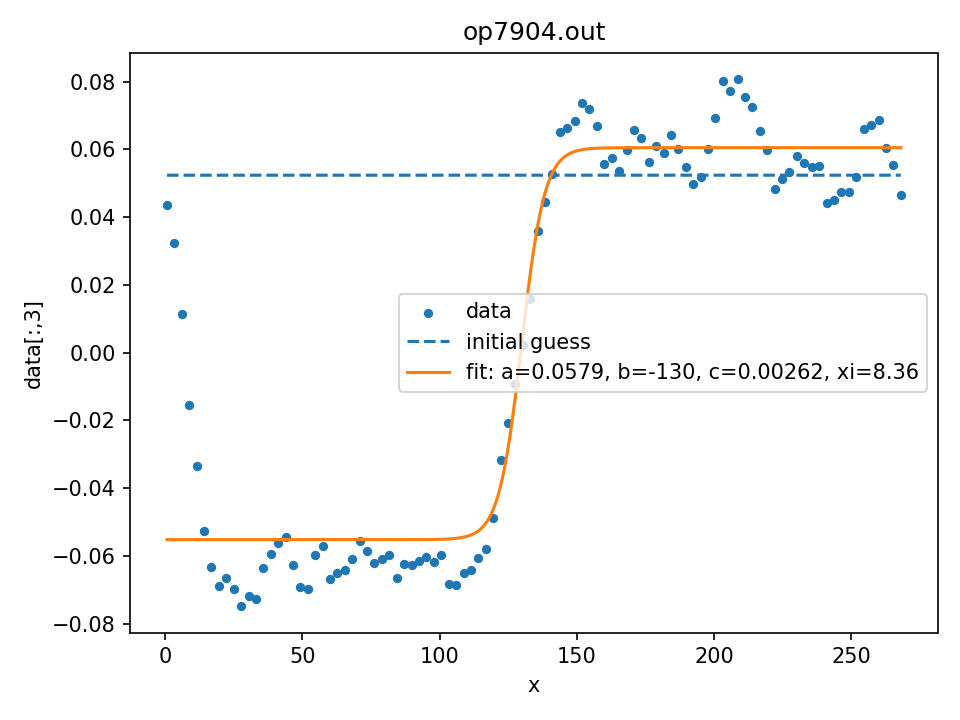 op7904.out
0.08
0.06
0.04
0.02
0.00
−0.02
−0.04
−0.06
−0.08
data[:,3]
data
initial guess
fit: a=0.0579, b=-130, c=0.00262, xi=8.36
0 50 100 150 200 250
x